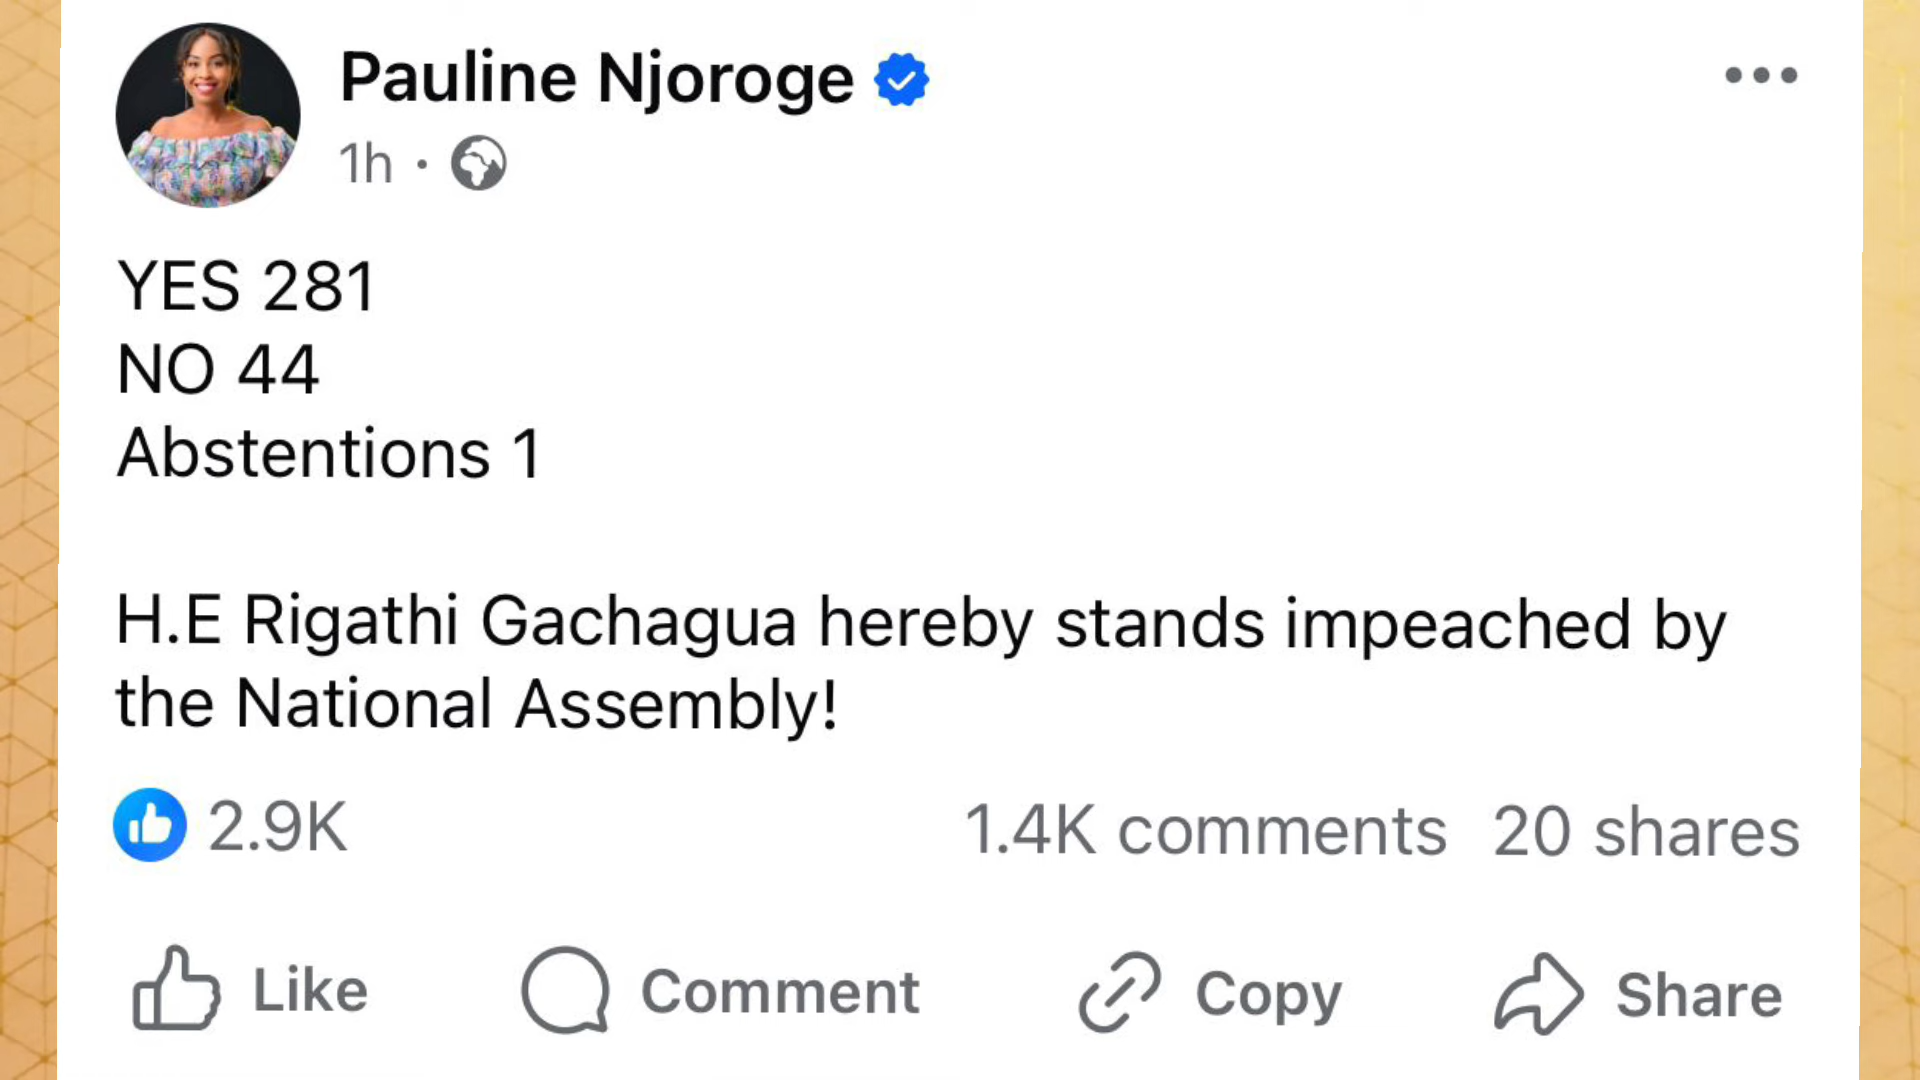 Pauline Njoroge
1h ·
YES 281
NO 44
Abstentions 1
H.E Rigathi Gachagua hereby stands impeached by
the National Assembly!
2.9K 1.4K comments 20 shares
Like Comment Copy Share